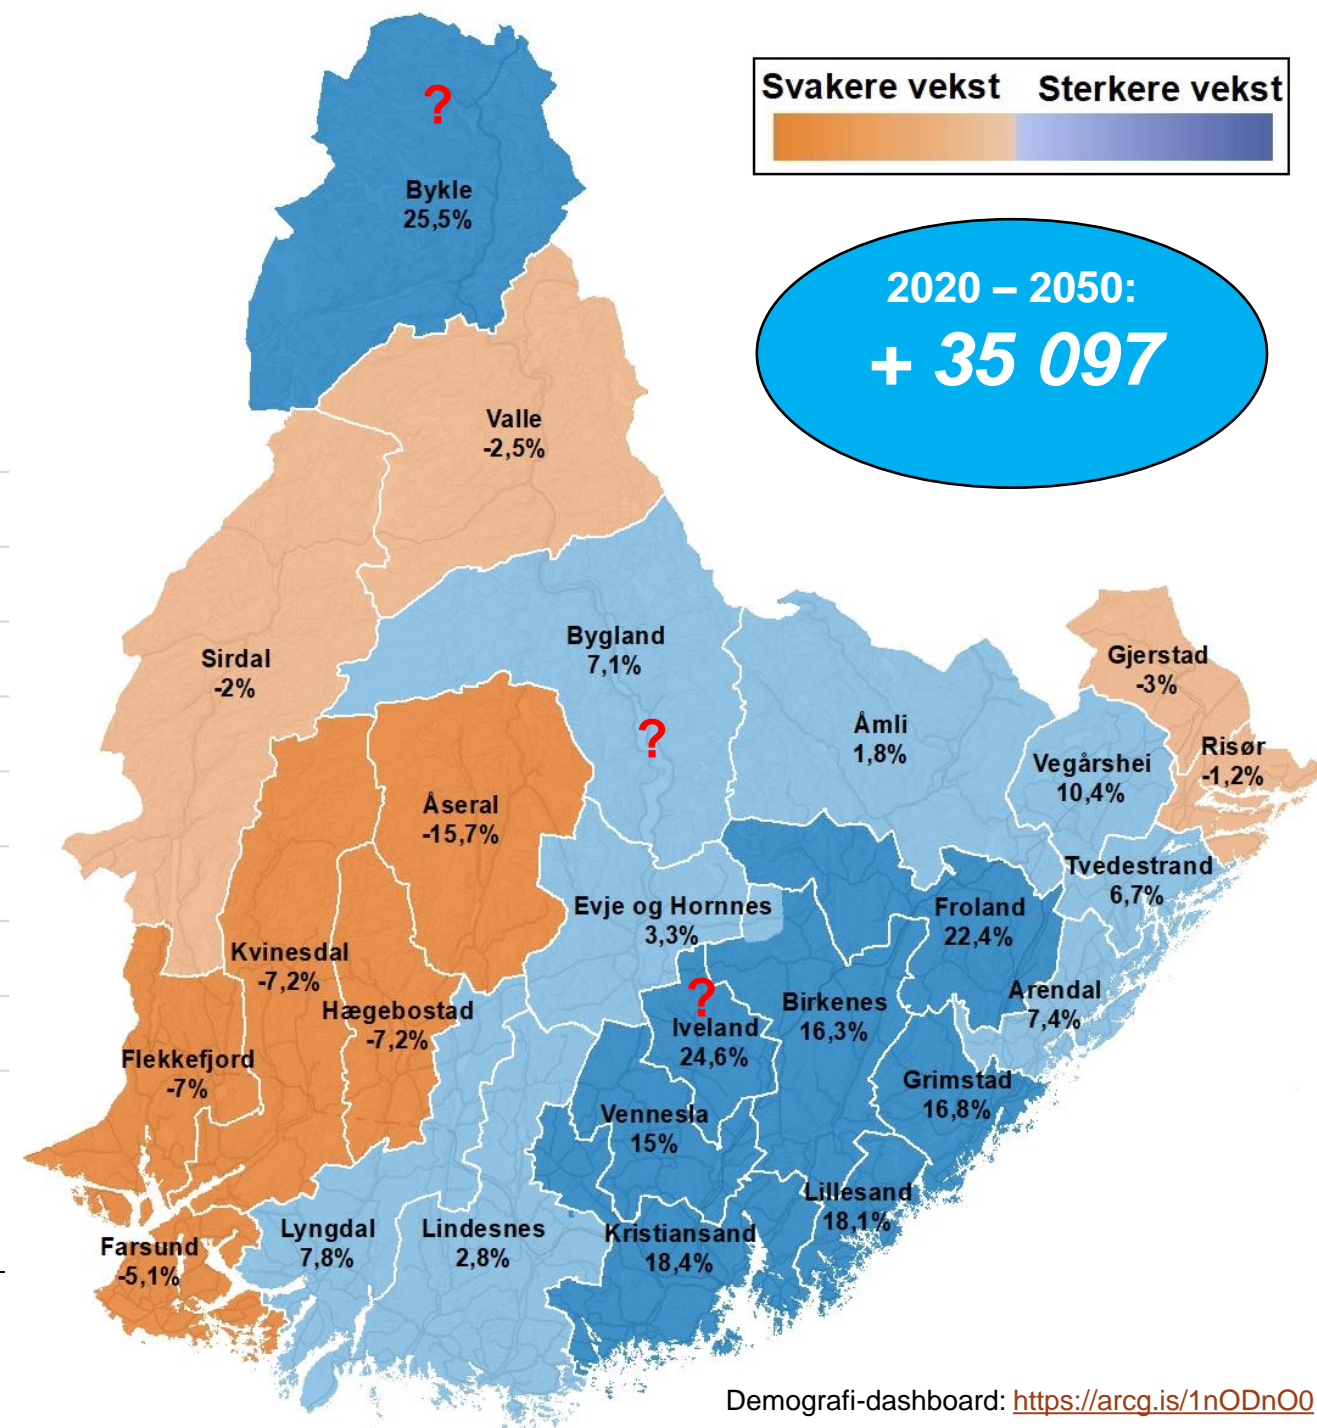 Svakere vekst Sterkere vekst
?
Bykle
25,5%
2020 – 2050:
+ 35 097
Valle
-2,5%
Bygland
7,1%
?
Sirdal
-2%
Gjerstad
-3%
Åmli
1,8%
Risør
-1,2%
Vegårshei
10,4%
Åseral
-15,7%
Tvedestrand
6,7%
Evje og Hornnes
3,3%
Froland
22,4%
Kvinesdal
-7,2%
Hægebostad
-7,2%
?
Iveland
24,6%
Birkenes
16,3%
Arendal
7,4%
Flekkefjord
-7%
Grimstad
16,8%
Vennesla
15%
Lillesand
18,1%
Farsund
-5,1%
Lyngdal
7,8%
Lindesnes
2,8%
Kristiansand
18,4%
Demografi-dashboard: https://arcg.is/1nODnO0